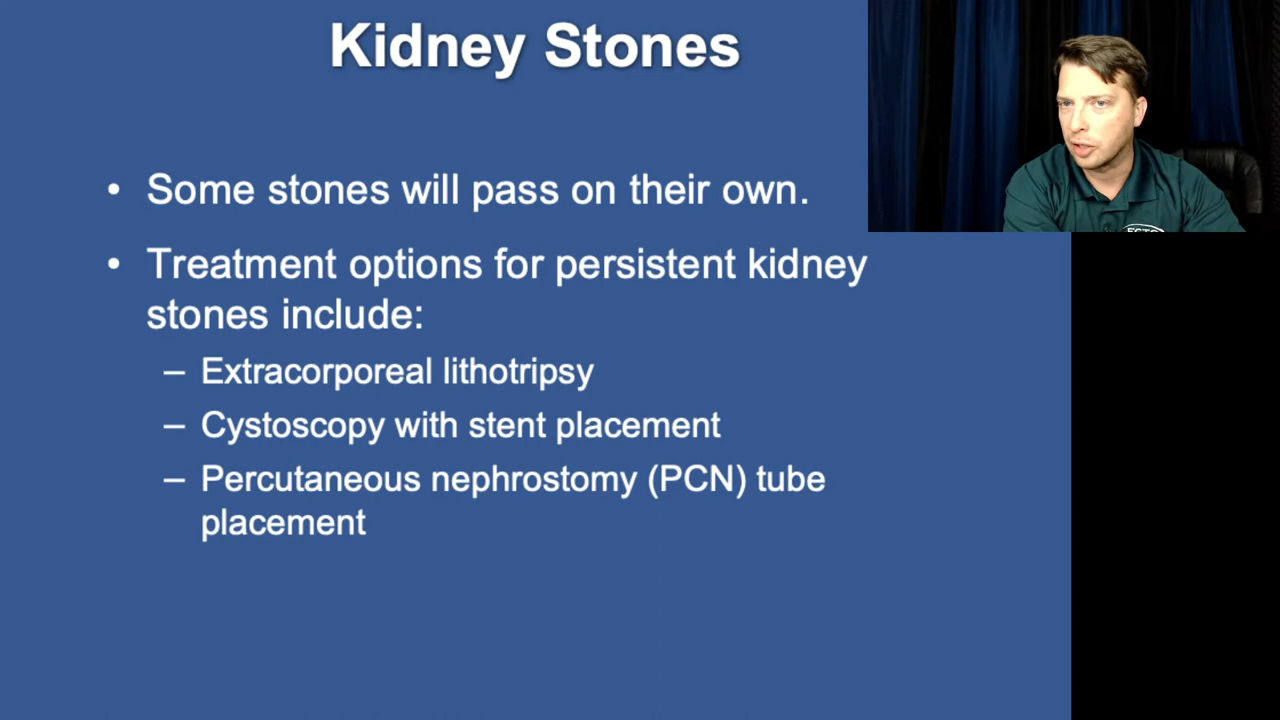 Kidney Stones
• Some stones will pass on their own.
• Treatment options for persistent kidney
stones include:
– Extracorporeal lithotripsy
– Cystoscopy with stent placement
– Percutaneous nephrostomy (PCN) tube
placement